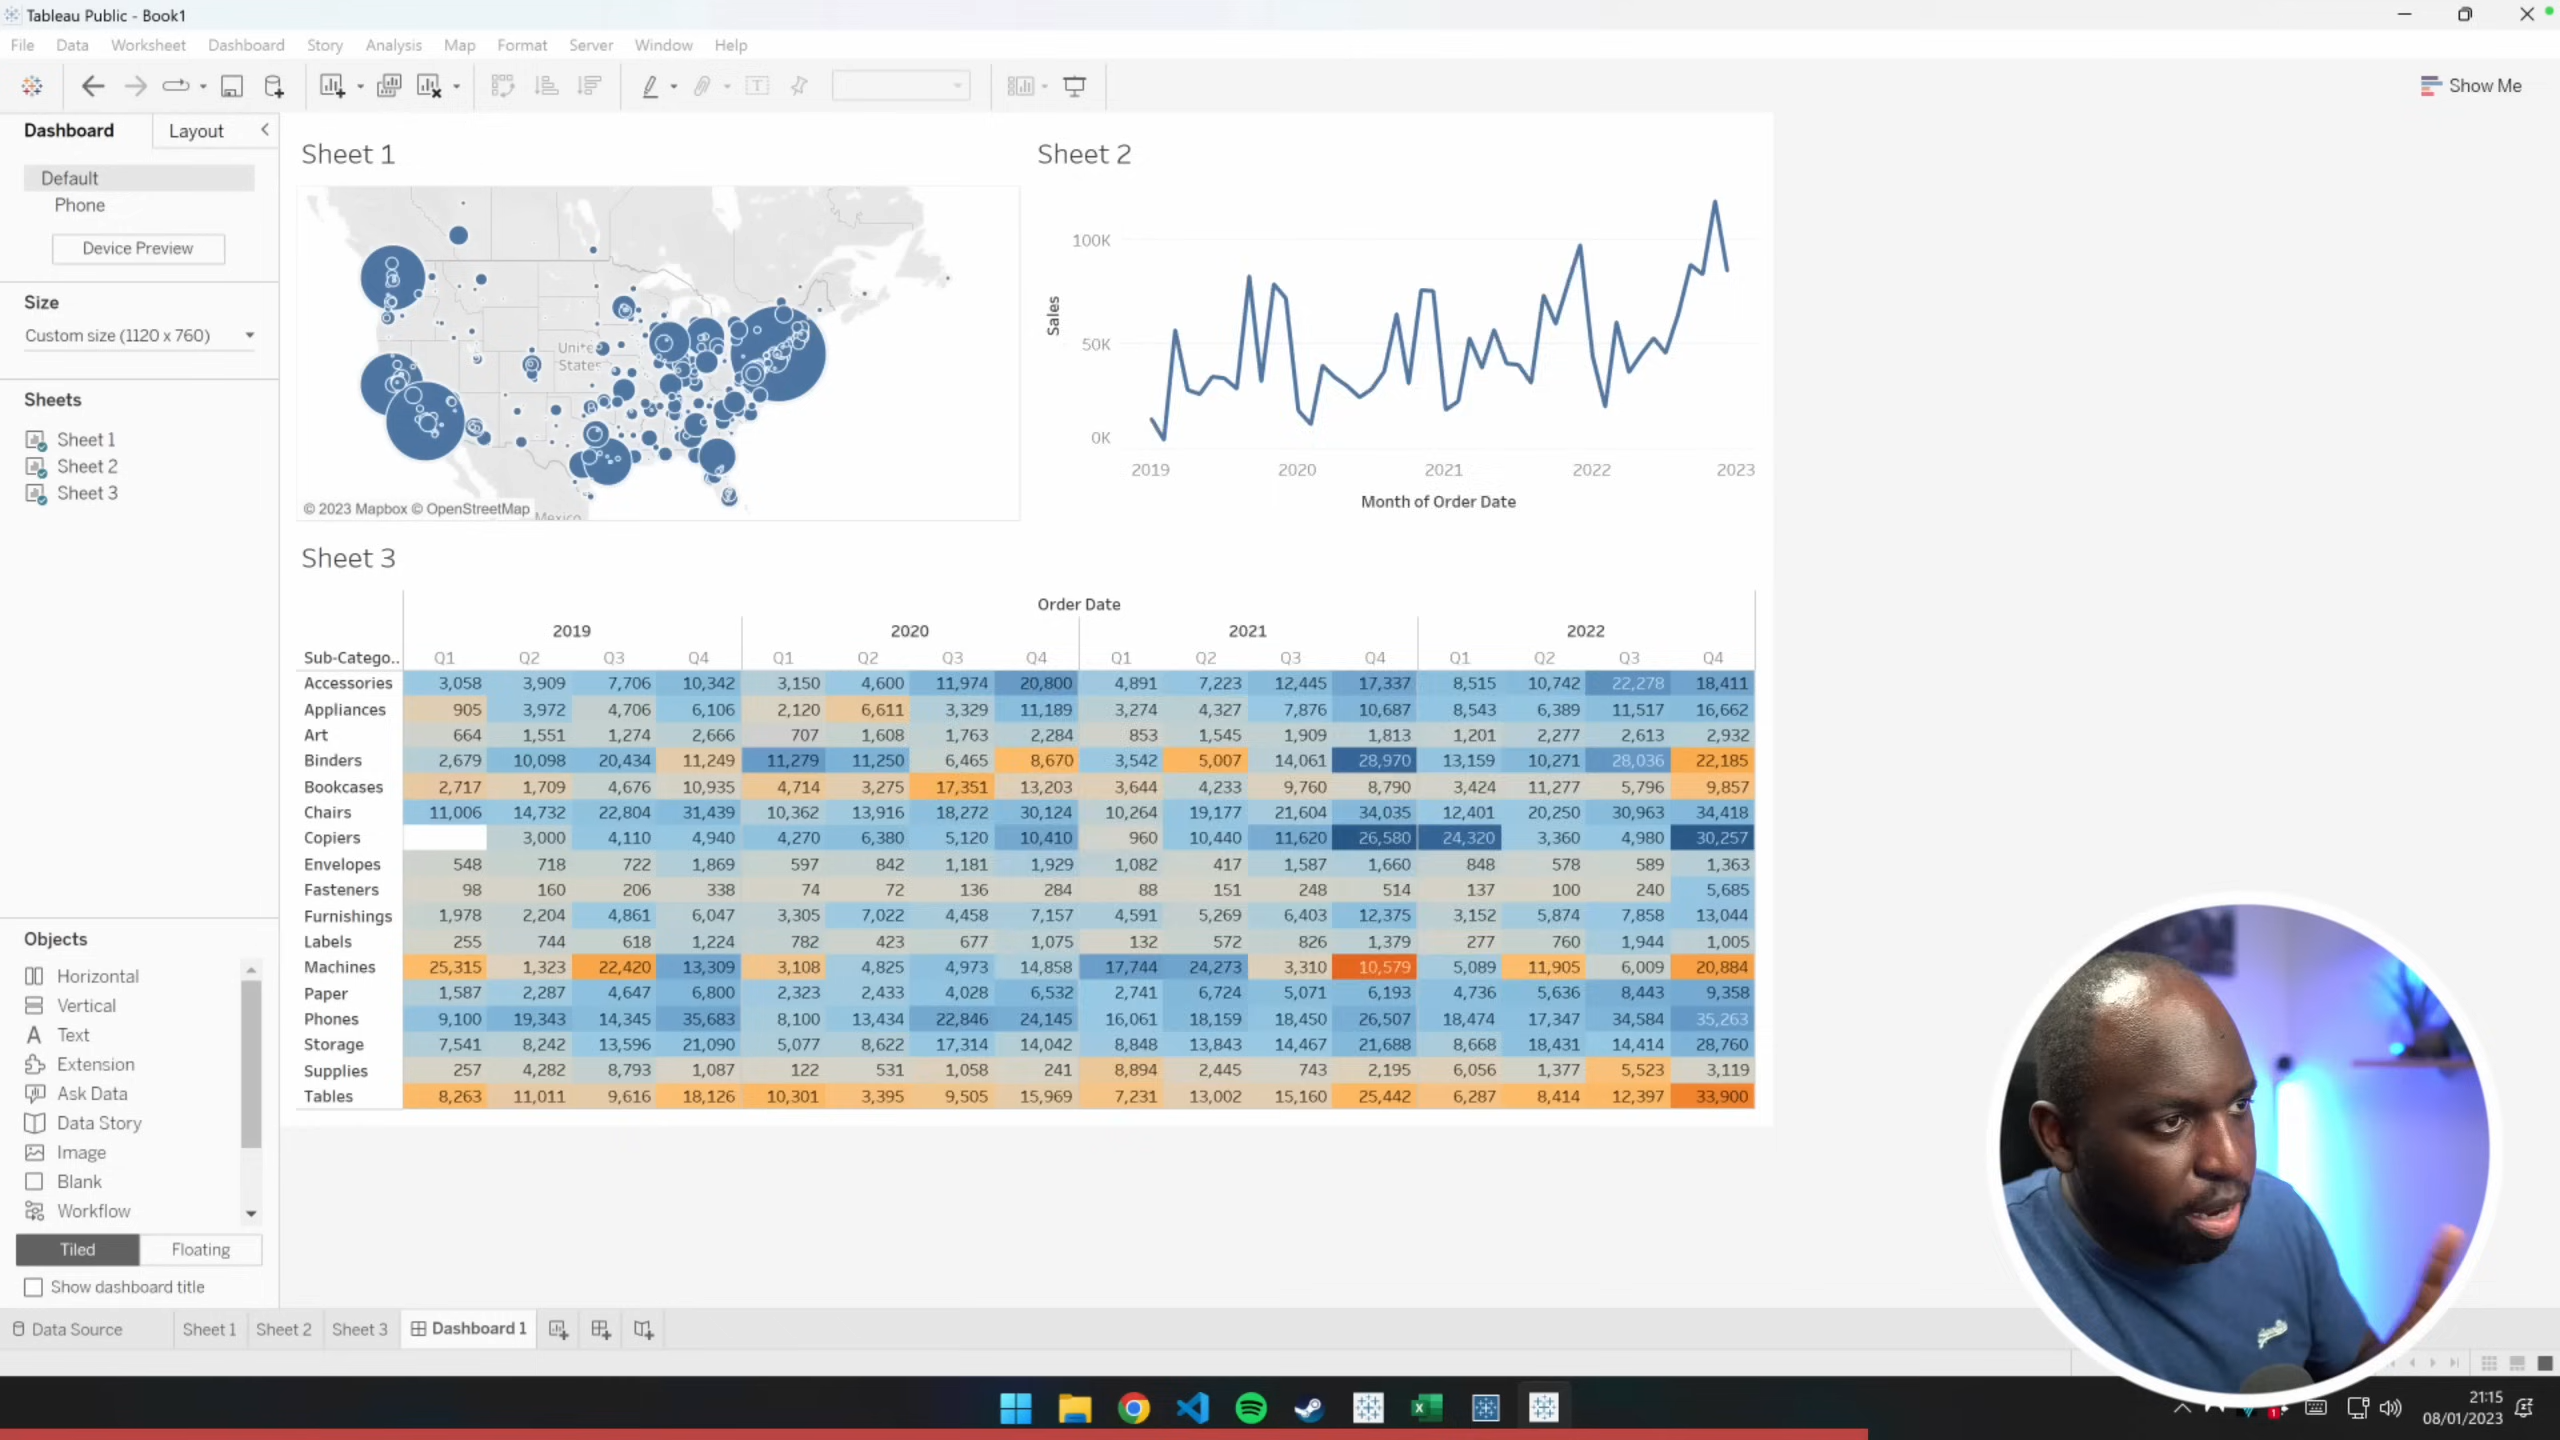 Tableau Public - Book1
File Data Worksheet Dashboard Story Analysis Map Format Server Window Help
Show Me
Dashboard Layout
Default
Phone
Device Preview
Size
Custom size (1120 x 760)
Sheets
Sheet 1
Sheet 2
Sheet 3
Objects
Horizontal
Vertical
Text
Extension
Ask Data
Data Story
Image
Blank
Workflow
Tiled Floating
Show dashboard title
Sheet 1
United States
Mexico
© 2023 Mapbox © OpenStreetMap
Sheet 2
100K
50K
0K
Sales
2019 2020 2021 2022 2023
Month of Order Date
Sheet 3
Order Date
2019 2020 2021 2022
Sub-Catego.. Q1 Q2 Q3 Q4 Q1 Q2 Q3 Q4 Q1 Q2 Q3 Q4 Q1 Q2 Q3 Q4
Accessories 3,058 3,909 7,706 10,342 3,150 4,600 11,974 20,800 4,891 7,223 12,445 17,337 8,515 10,742 22,278 18,411
Appliances 905 3,972 4,706 6,106 2,120 6,611 3,329 11,189 3,274 4,327 7,876 10,687 8,543 6,389 11,517 16,662
Art 664 1,551 1,274 2,666 707 1,608 1,763 2,284 853 1,545 1,909 1,813 1,201 2,277 2,613 2,932
Binders 2,679 10,098 20,434 11,249 11,279 11,250 6,465 8,670 3,542 5,007 14,061 28,970 13,159 10,271 28,036 22,185
Bookcases 2,717 1,709 4,676 10,935 4,714 3,275 17,351 13,203 3,644 4,233 9,760 8,790 3,424 11,277 5,796 9,857
Chairs 11,006 14,732 22,804 31,439 10,362 13,916 18,272 30,124 10,264 19,177 21,604 34,035 12,401 20,250 30,963 34,418
Copiers 3,000 4,110 4,940 4,270 6,380 5,120 10,410 960 10,440 11,620 26,580 24,320 3,360 4,980 30,257
Envelopes 548 718 722 1,869 597 842 1,181 1,929 1,082 417 1,587 1,660 848 578 589 1,363
Fasteners 98 160 206 338 74 72 136 284 88 151 248 514 137 100 240 5,685
Furnishings 1,978 2,204 4,861 6,047 3,305 7,022 4,458 7,157 4,591 5,269 6,403 12,375 3,152 5,874 7,858 13,044
Labels 255 744 618 1,224 782 423 677 1,075 132 572 826 1,379 277 760 1,944 1,005
Machines 25,315 1,323 22,420 13,309 3,108 4,825 4,973 14,858 17,744 24,273 3,310 10,579 5,089 11,905 6,009 20,884
Paper 1,587 2,287 4,647 6,800 2,323 2,433 4,028 6,532 2,741 6,724 5,071 6,193 4,736 5,636 8,443 9,358
Phones 9,100 19,343 14,345 35,683 8,100 13,434 22,846 24,145 16,061 18,159 18,450 26,507 18,474 17,347 34,584 35,263
Storage 7,541 8,242 13,596 21,090 5,077 8,622 17,314 14,042 8,848 13,843 14,467 21,688 8,668 18,431 14,414 28,760
Supplies 257 4,282 8,793 1,087 122 531 1,058 241 8,894 2,445 743 2,195 6,056 1,377 5,523 3,119
Tables 8,263 11,011 9,616 18,126 10,301 3,395 9,505 15,969 7,231 13,002 15,160 25,442 6,287 8,414 12,397 33,900
Data Source Sheet 1 Sheet 2 Sheet 3 Dashboard 1
1
21:15
08/01/2023